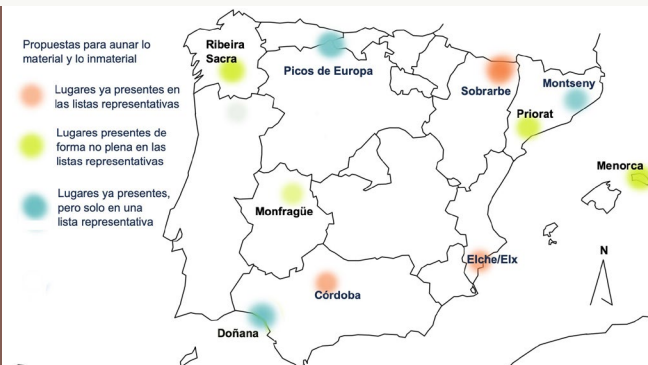 Propuestas para aunar lo
material y lo inmaterial
Lugares ya presentes en
las listas representativas
Lugares presentes de
forma no plena en las
listas representativas
Lugares ya presentes,
pero solo en una
lista representativa
Ribeira
Sacra
Picos de Europa
Sobrarbe
Montseny
Priorat
Menorca
Monfragüe
Elche/Elx
Córdoba
Doñana
N